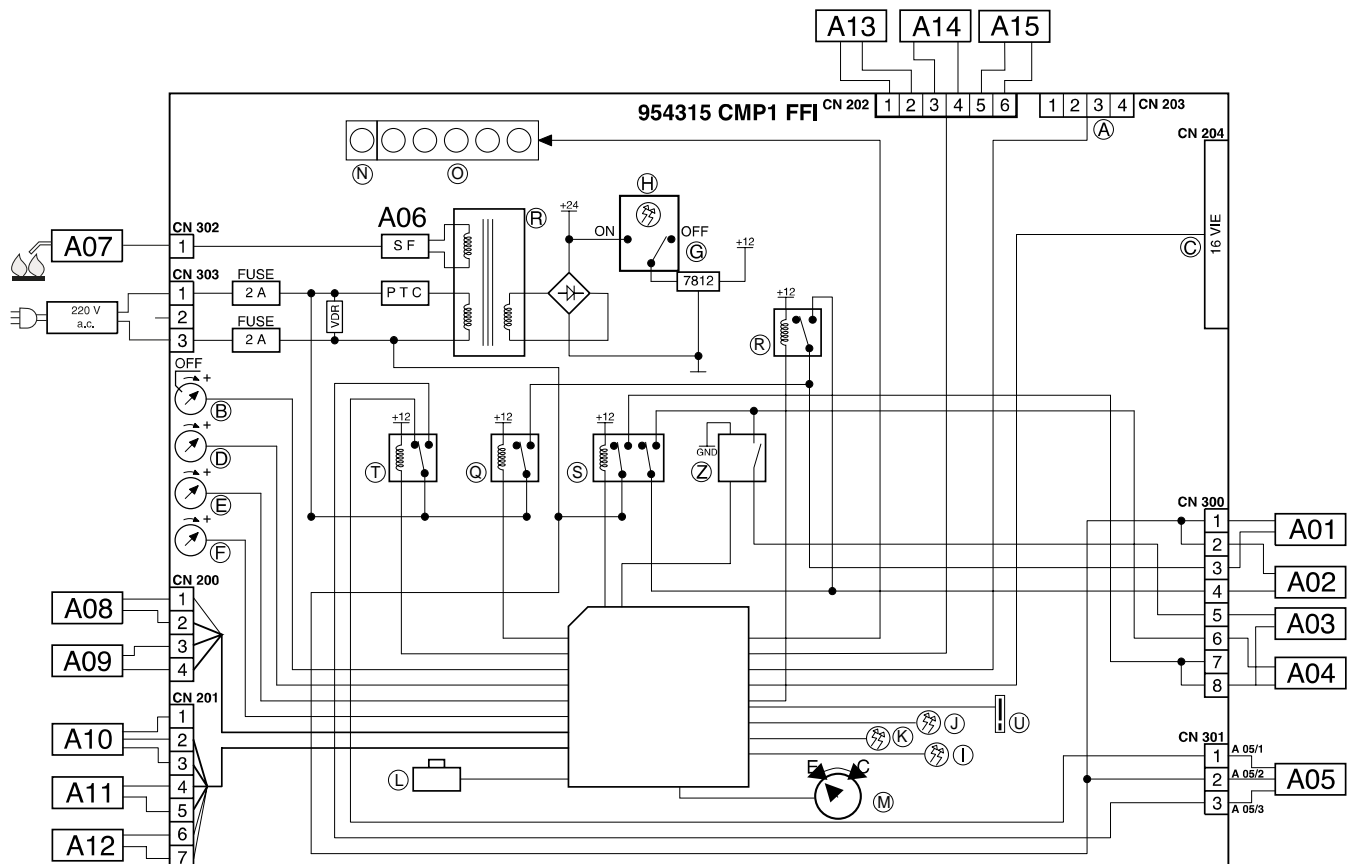 A13 A14 A15
954315 CMP1 FFI CN 202 1 2 3 4 5 6 1 2 3 4 CN 203
A
CN 204
N O
H
16 VIE
C
A06 R +24 ON OFF G +12
CN 302
A07 1 S F
7812
CN 303
1 FUSE 2 A PTC
220 V a.c. 2 VDR
3 FUSE 2 A
+12
R
OFF
+ B
+ D
+ E
+ F
+12 +12 +12
T Q S GND Z
CN 300
1 A01
2
3 A02
4
5 A03
6
7 A04
8
CN 200
A08 1
2
A09 3
4
CN 201
A10 1
2
3
A11 4
5
A12 6
7
J U
K
I
L
E C
M
CN 301
1 A 05/1
2 A 05/2 A05
3 A 05/3